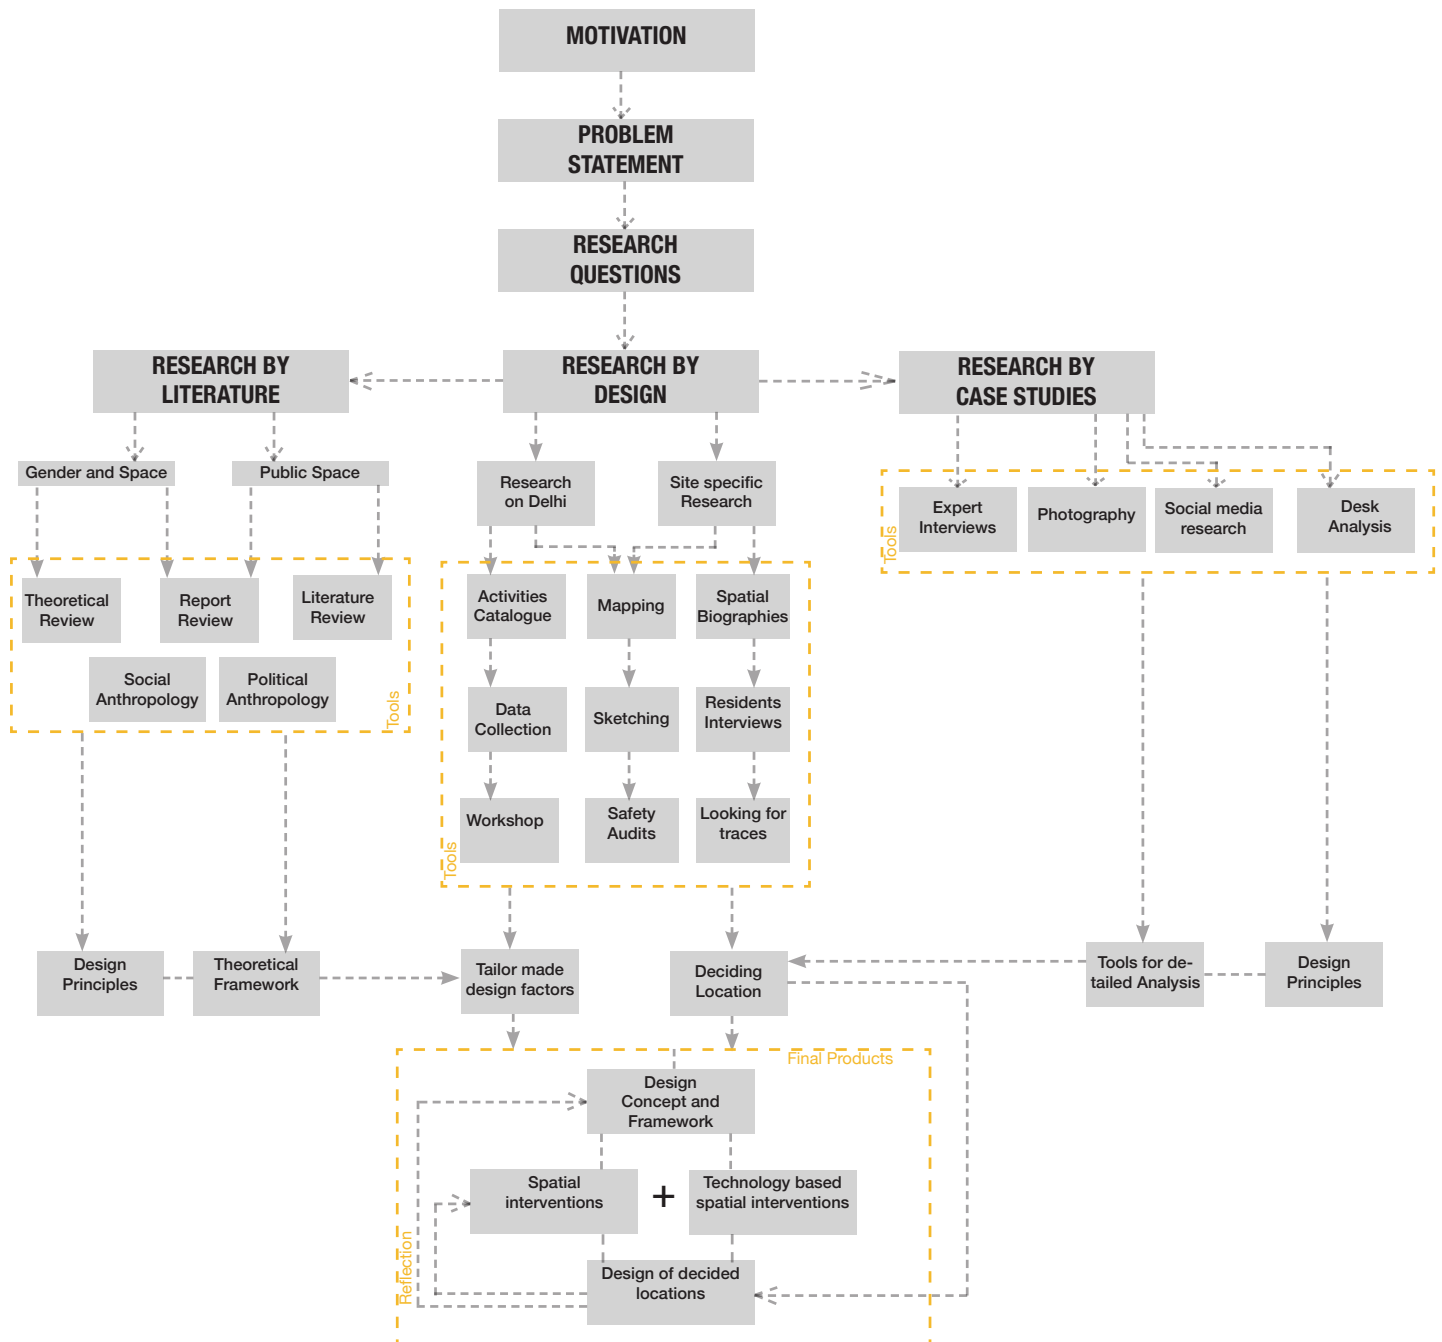 MOTIVATION
PROBLEM
STATEMENT
RESEARCH
QUESTIONS
RESEARCH BY
LITERATURE
RESEARCH BY
DESIGN
RESEARCH BY
CASE STUDIES
Gender and Space
Public Space
Research
on Delhi
Site specific
Research
Expert
Interviews
Photography
Social media
research
Desk
Analysis
Tools
Theoretical
Review
Report
Review
Literature
Review
Social
Anthropology
Political
Anthropology
Tools
Activities
Catalogue
Mapping
Spatial
Biographies
Data
Collection
Sketching
Residents
Interviews
Workshop
Safety
Audits
Looking for
traces
Tools
Design
Principles
Theoretical
Framework
Tailor made
design factors
Deciding
Location
Tools for de-
tailed Analysis
Design
Principles
Final Products
Design
Concept and
Framework
Spatial
interventions
+
Technology based
spatial interventions
Reflection
Design of decided
locations